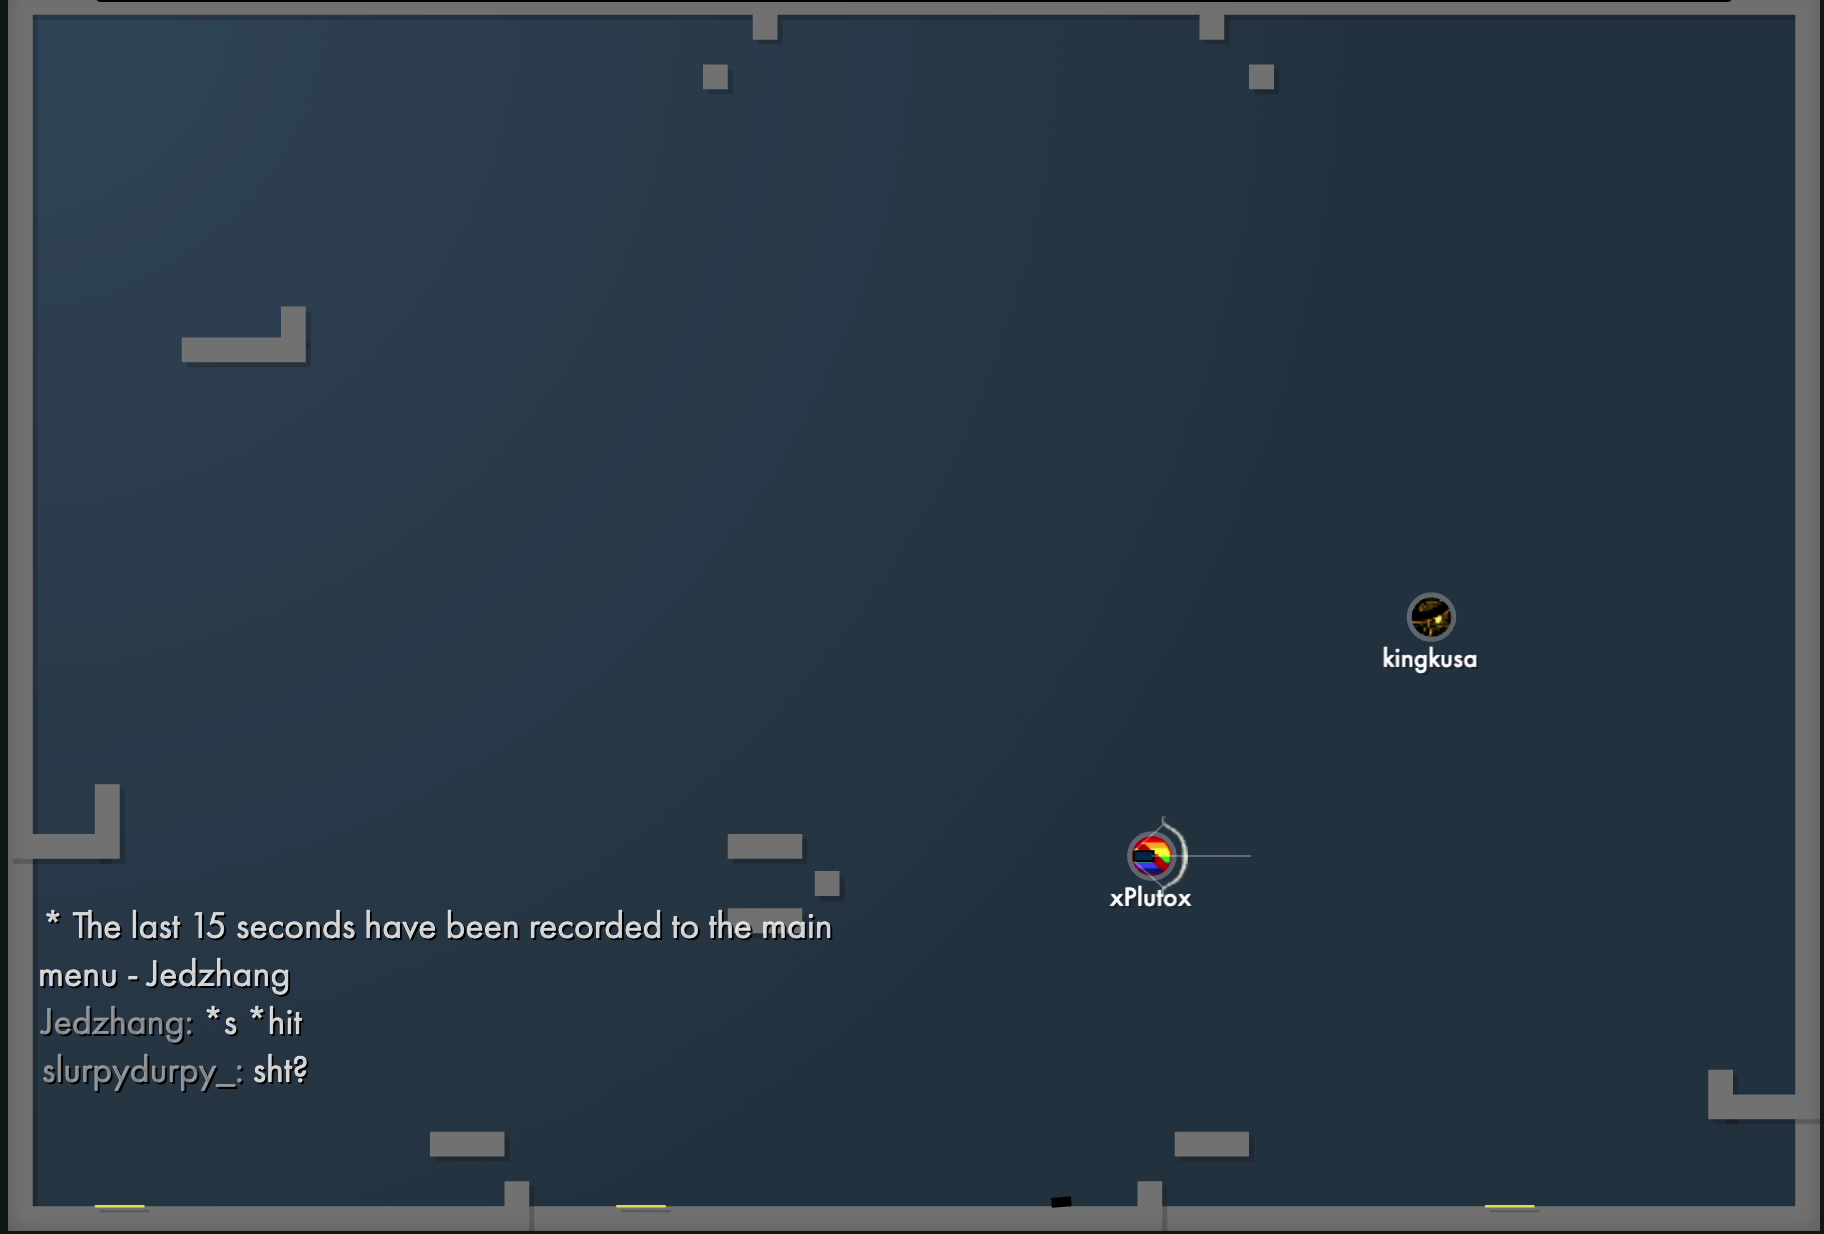 kingkusa
xPlutox
* The last 15 seconds have been recorded to the main
menu - Jedzhang
Jedzhang: *s *hit
slurpydurpy_: sht?